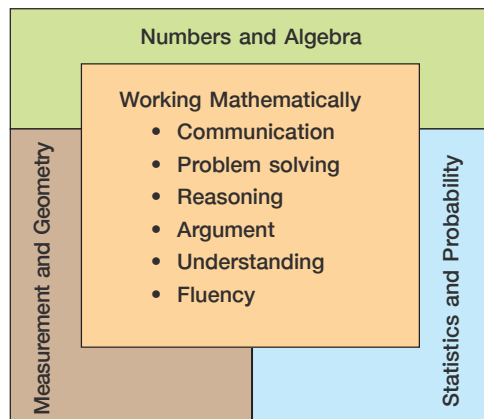 Numbers and Algebra
Working Mathematically
• Communication
• Problem solving
• Reasoning
• Argument
• Understanding
• Fluency
Measurement and Geometry
Statistics and Probability